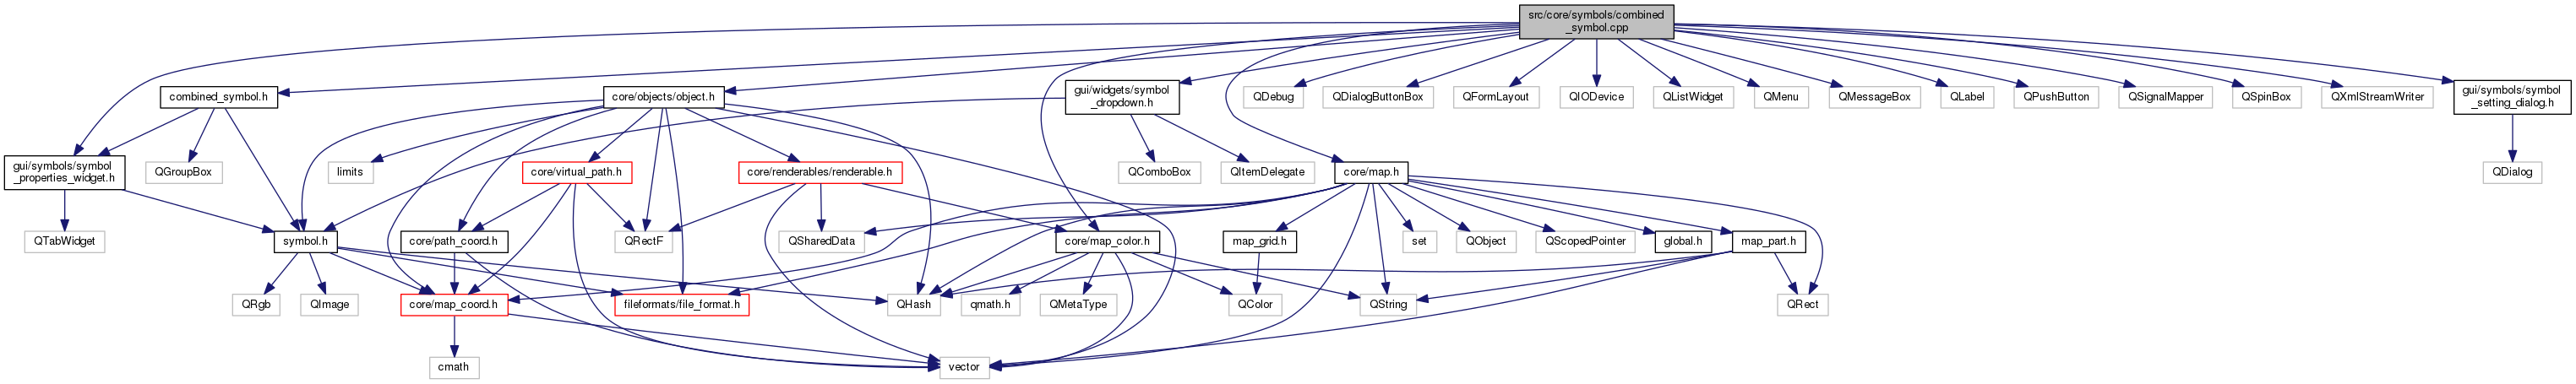 src/core/symbols/combined
_symbol.cpp
combined_symbol.h
core/objects/object.h
gui/widgets/symbol
_dropdown.h
QDebug
QDialogButtonBox
QFormLayout
QIODevice
QListWidget
QMenu
QMessageBox
QLabel
QPushButton
QSignalMapper
QSpinBox
QXmlStreamWriter
gui/symbols/symbol
_setting_dialog.h
gui/symbols/symbol
_properties_widget.h
QGroupBox
limits
core/virtual_path.h
core/renderables/renderable.h
QComboBox
QItemDelegate
core/map.h
QDialog
QTabWidget
symbol.h
core/path_coord.h
QRectF
QSharedData
core/map_color.h
map_grid.h
set
QObject
QScopedPointer
global.h
map_part.h
QRgb
QImage
core/map_coord.h
fileformats/file_format.h
QHash
qmath.h
QMetaType
QColor
QString
QRect
cmath
vector